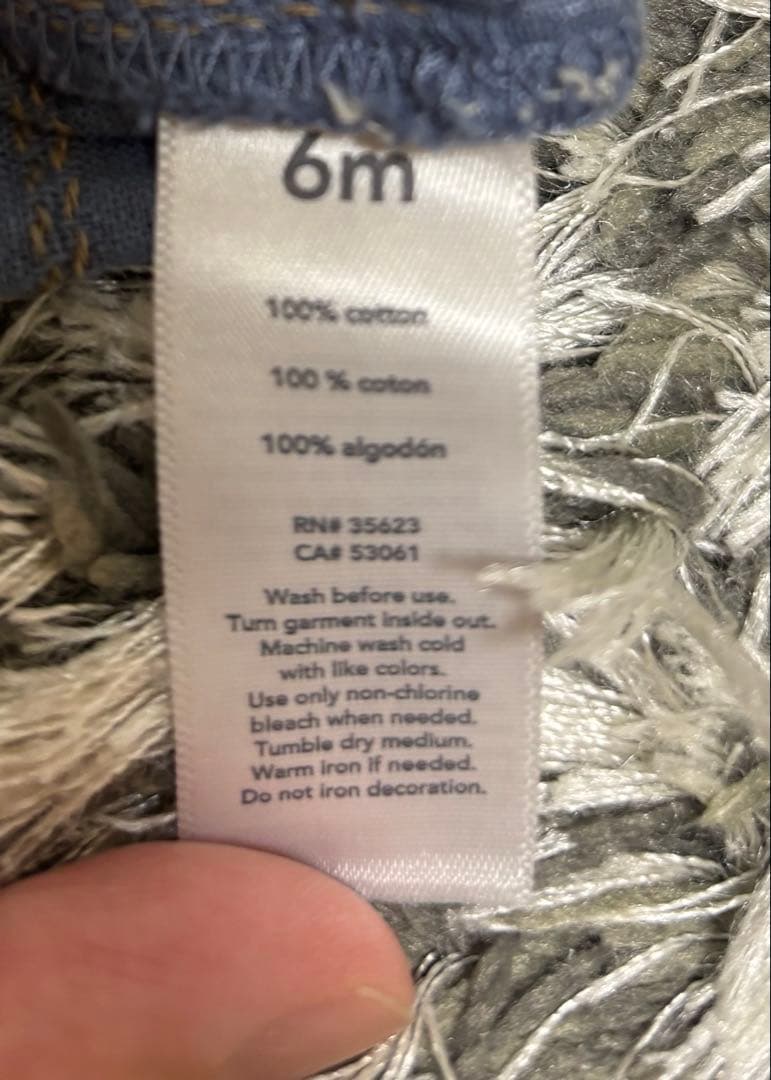 6m
100% cotton
100 % coton
100% algodón
RN# 35623
CA# 53061
Wash before use.
Turn garment inside out.
Machine wash cold
with like colors.
Use only non-chlorine
bleach when needed.
Tumble dry medium.
Warm iron if needed.
Do not iron decoration.